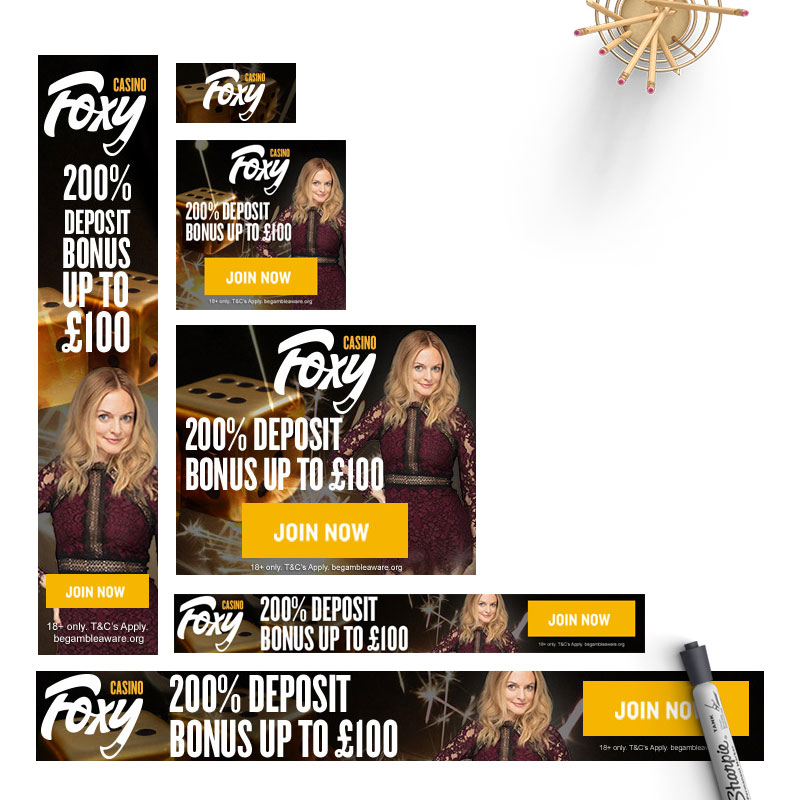 CASINO
Foxy
200%
DEPOSIT
BONUS
UP TO
£100
JOIN NOW
18+ only. T&C's Apply.
begambleaware.org
CASINO
Foxy
CASINO
Foxy
200% DEPOSIT
BONUS UP TO £100
JOIN NOW
18+ only. T&C's Apply. begambleaware.org
CASINO
Foxy
200% DEPOSIT
BONUS UP TO £100
JOIN NOW
18+ only. T&C's Apply. begambleaware.org
CASINO
Foxy
200% DEPOSIT
BONUS UP TO £100
JOIN NOW
18+ only. T&C's Apply. begambleaware.org
CASINO
Foxy
200% DEPOSIT
BONUS UP TO £100
JOIN NO
18+ only. T&C's Apply. begambleawa
Sharpie
TANK